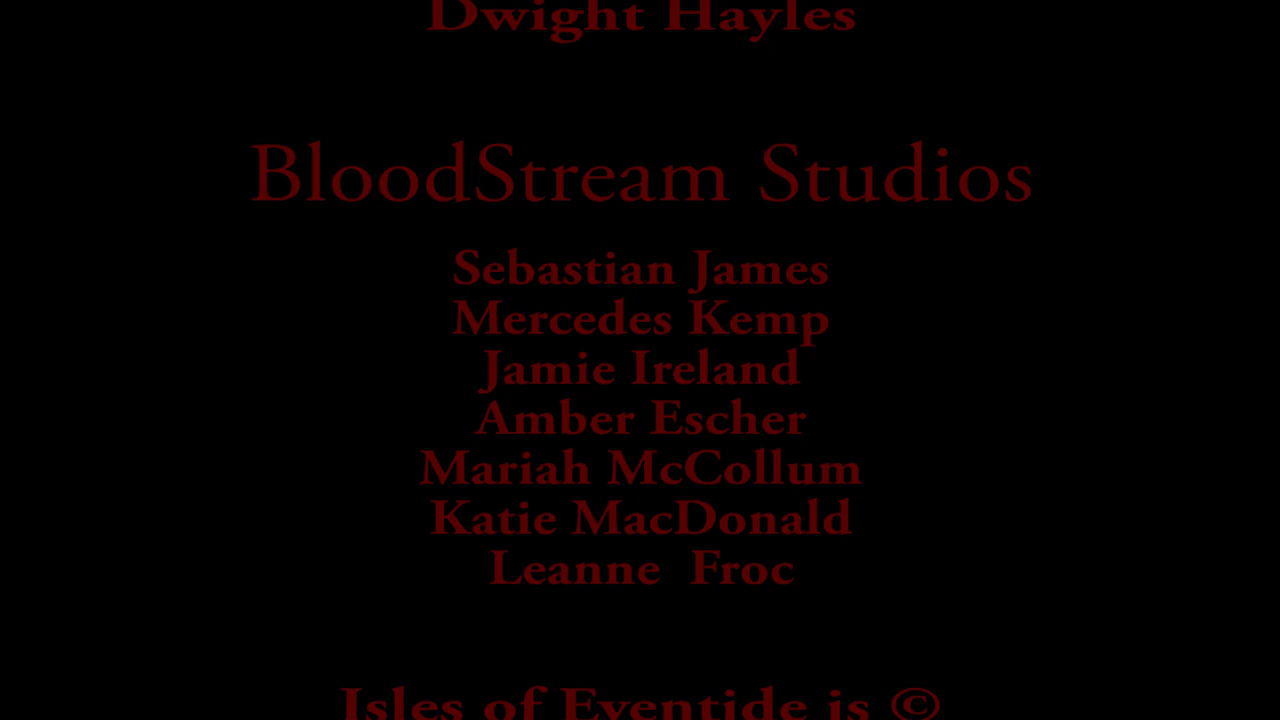 Dwight Hayles
BloodStream Studios
Sebastian James
Mercedes Kemp
Jamie Ireland
Amber Escher
Mariah McCollum
Katie MacDonald
Leanne  Froc
Isles of Eventide is ©